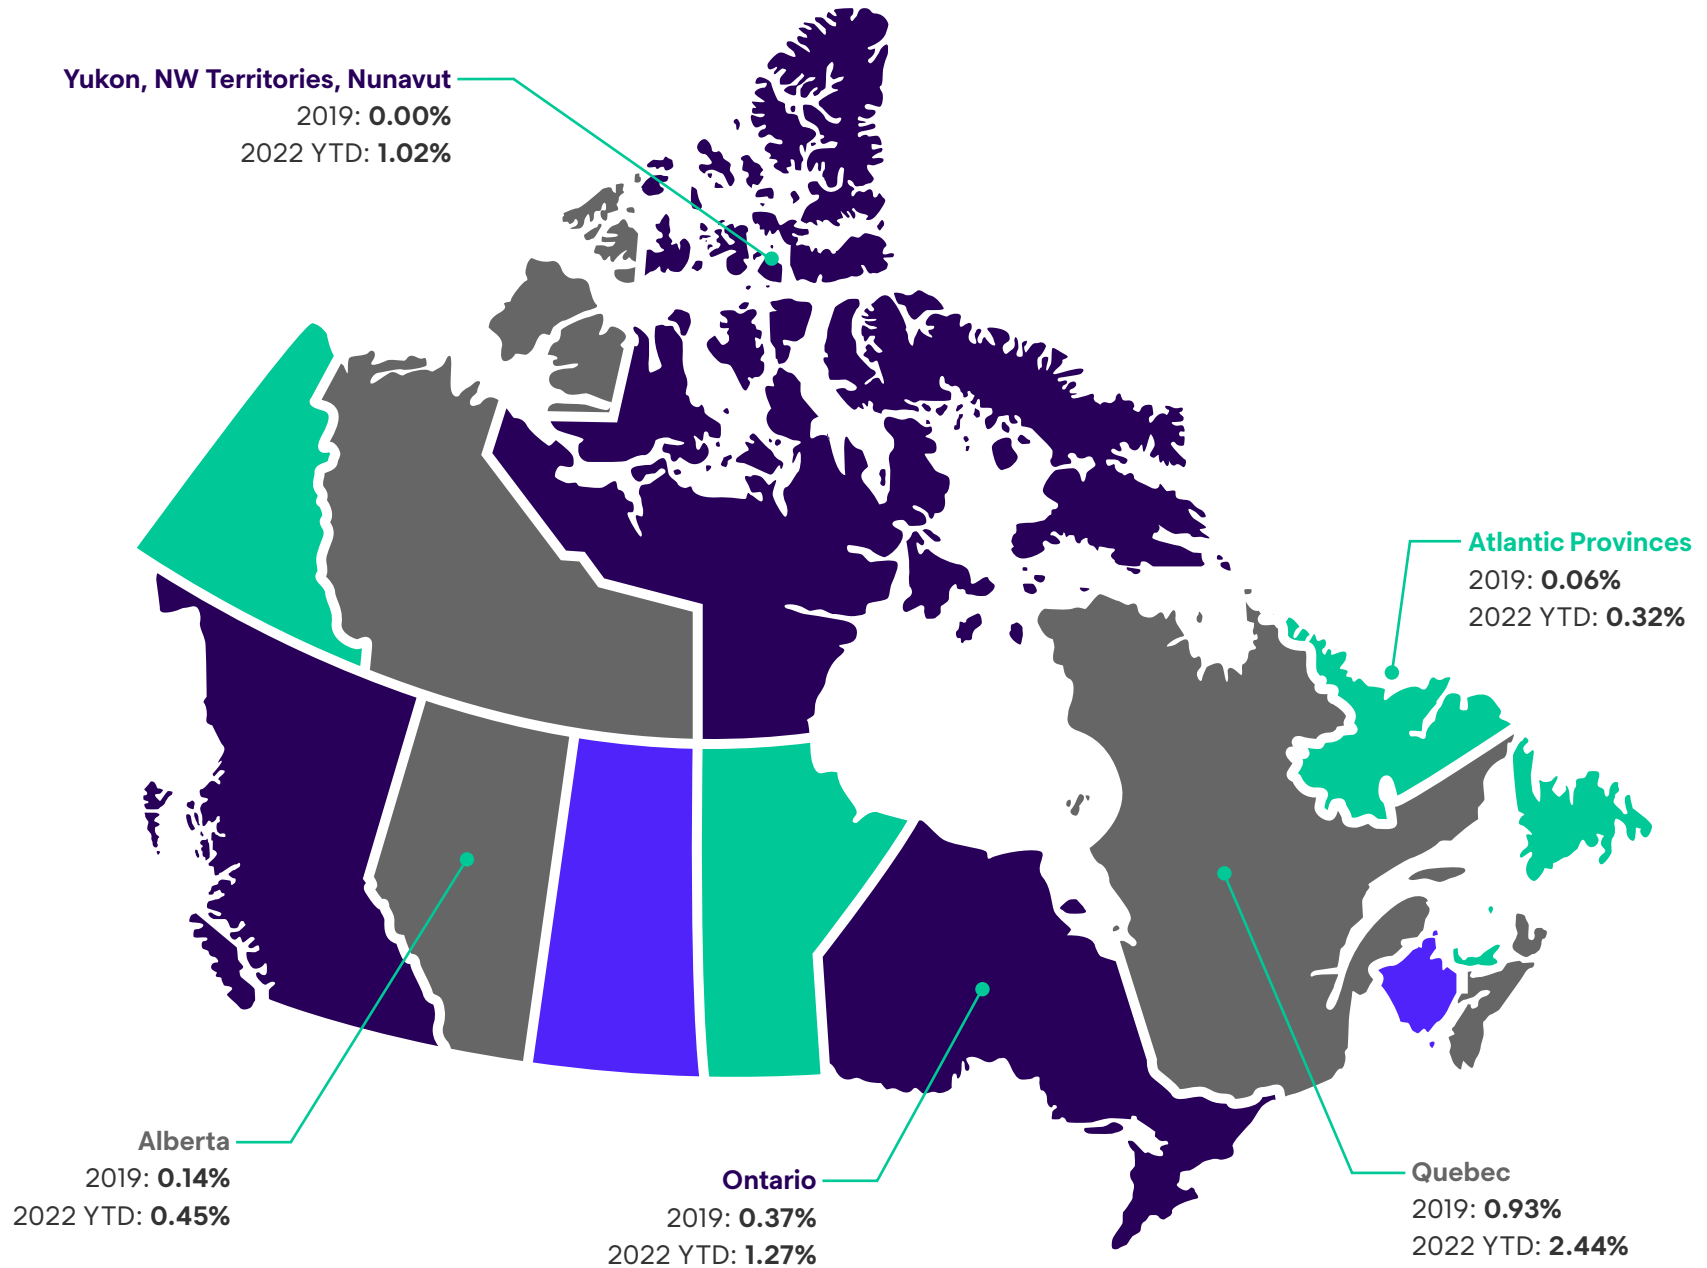 Yukon, NW Territories, Nunavut
2019: 0.00%
2022 YTD: 1.02%
Atlantic Provinces
2019: 0.06%
2022 YTD: 0.32%
Alberta
2019: 0.14%
2022 YTD: 0.45%
Ontario
2019: 0.37%
2022 YTD: 1.27%
Quebec
2019: 0.93%
2022 YTD: 2.44%